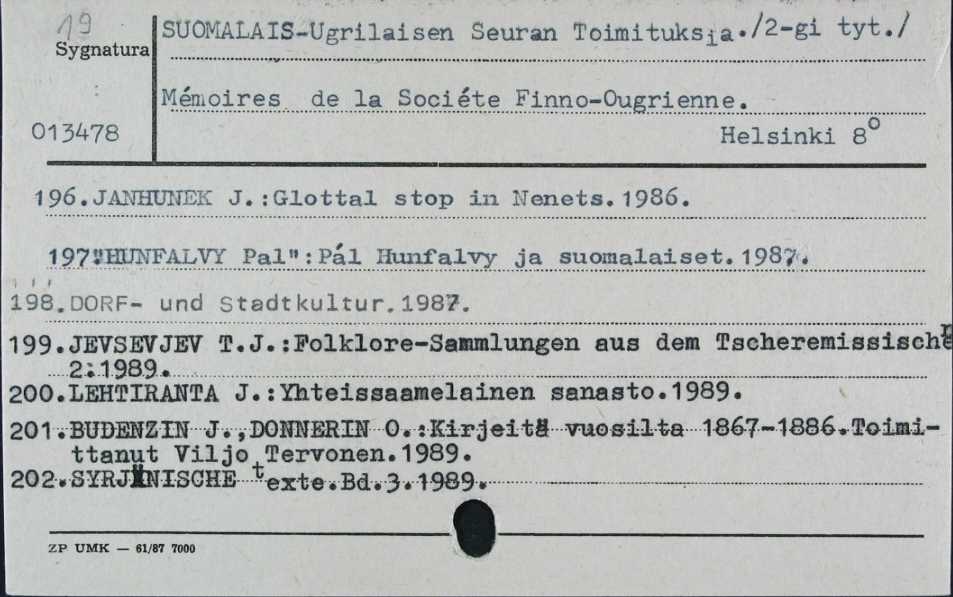 19
Sygnatura
013478
SUOMALAIS-Ugrilaisen Seuran Toimituksia./2-gi tyt./
Mémoires de la Sociéte Finno-Ougrienne.
Helsinki 8°
196.JANHUNEK J.:Glottal stop in Nenets.1986.
197"HUNFALVY Pal":Pál Hunfalvy ja suomalaiset.1987.
198.DORF- und Stadtkultur.1987.
199.JEVSEVJEV T.J.:Folklore-Sammlungen aus dem Tscheremissischen
2:1989.
200.LEHTIRANTA J.:Yhteissaamelainen sanasto.1989.
201.BUDENZIN J.,DONNERIN O.:Kirjeitä vuosilta 1867-1886.Toimi-
ttanut Viljo Tervonen.1989.
202.SYRJÄNISCHE texte.Bd.3.1989.
ZP UMK — 61/87 7000